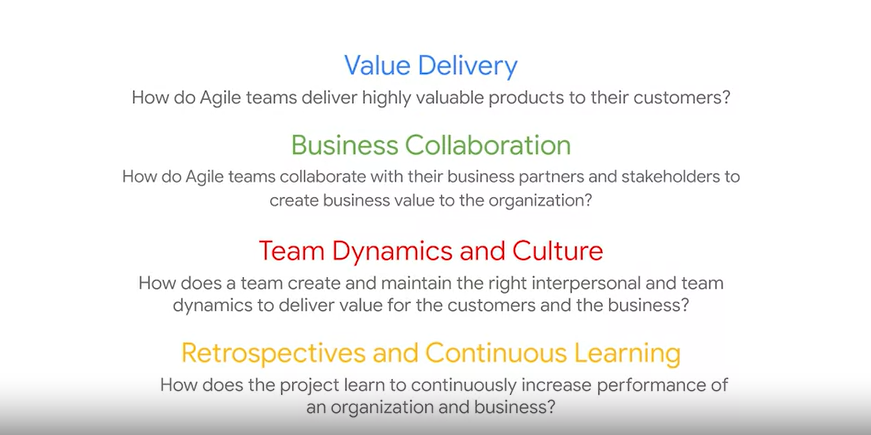 Value Delivery
How do Agile teams deliver highly valuable products to their customers?
Business Collaboration
How do Agile teams collaborate with their business partners and stakeholders to
create business value to the organization?
Team Dynamics and Culture
How does a team create and maintain the right interpersonal and team
dynamics to deliver value for the customers and the business?
Retrospectives and Continuous Learning
How does the project learn to continuously increase performance of
an organization and business?